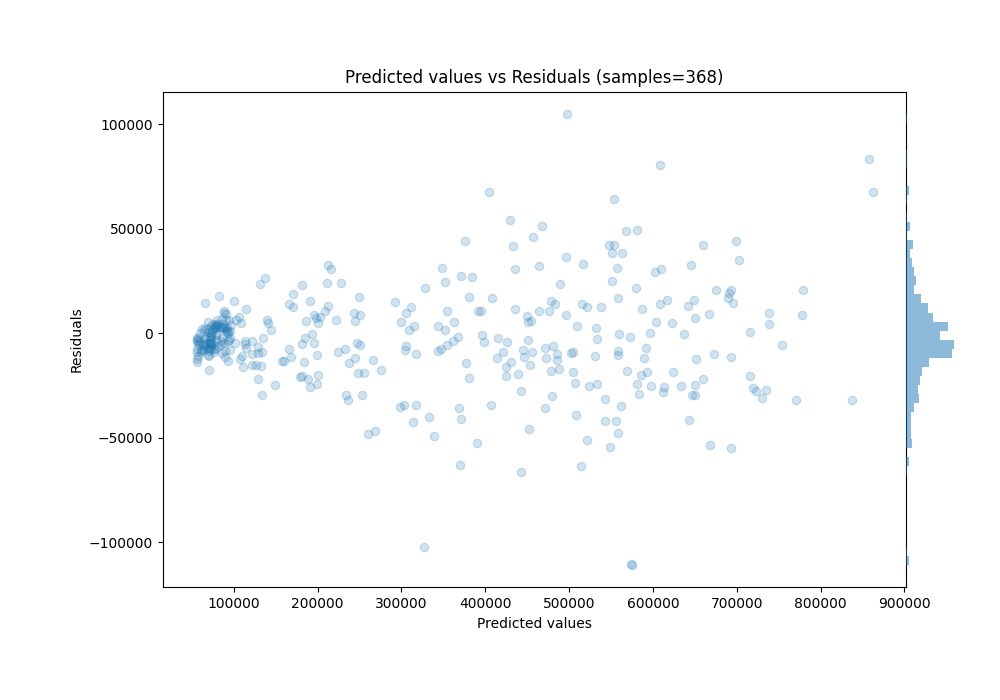 Predicted values vs Residuals (samples=368)
100000
50000
0
−50000
−100000
Residuals
100000 200000 300000 400000 500000 600000 700000 800000 900000
Predicted values